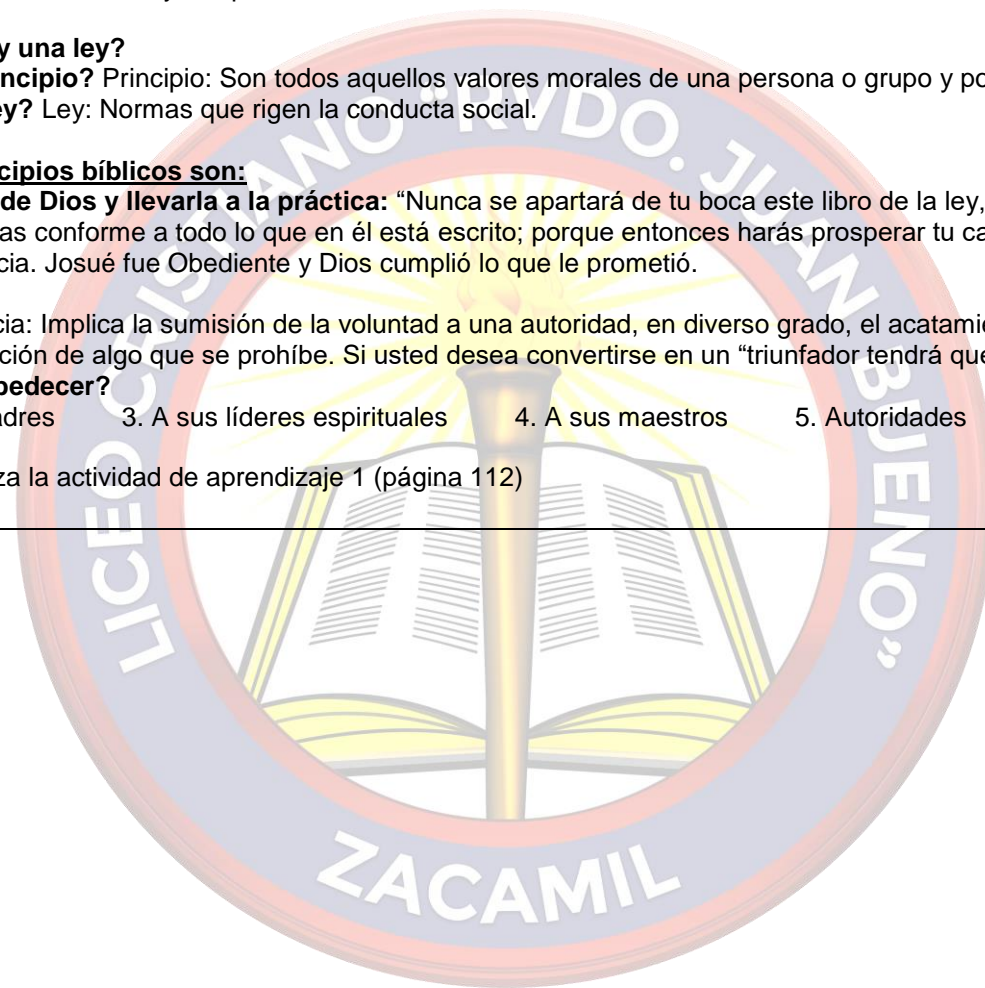 y una ley?
ncipio? Principio: Son todos aquellos valores morales de una persona o grupo y po
ey? Ley: Normas que rigen la conducta social.
cipios bíblicos son:
de Dios y llevarla a la práctica: “Nunca se apartará de tu boca este libro de la ley,
as conforme a todo lo que en él está escrito; porque entonces harás prosperar tu ca
cia. Josué fue Obediente y Dios cumplió lo que le prometió.
cia: Implica la sumisión de la voluntad a una autoridad, en diverso grado, el acatamie
ción de algo que se prohíbe. Si usted desea convertirse en un “triunfador tendrá que
bedecer?
adres 3. A sus líderes espirituales 4. A sus maestros 5. Autoridades
za la actividad de aprendizaje 1 (página 112)
LICEO CRISTIANO “RVDO. JUAN BUENO”
ZACAMIL